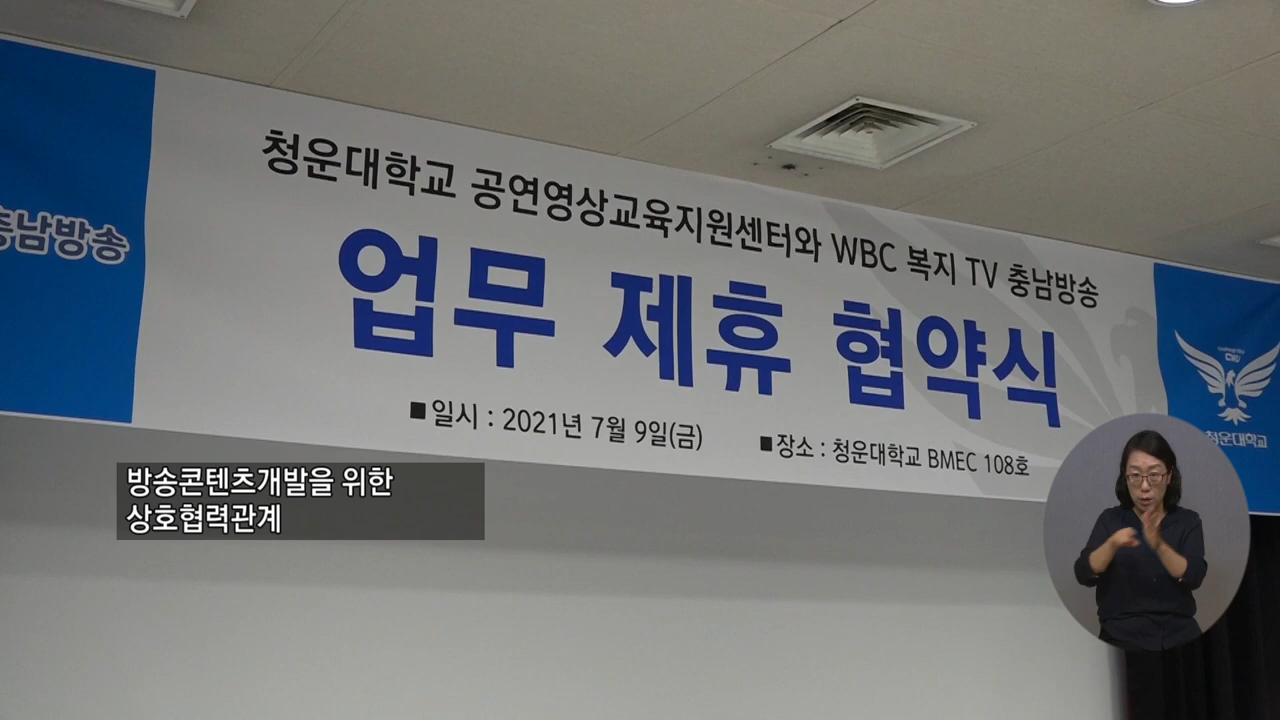 청운대학교 공연영상교육지원센터와 WBC 복지 TV 충남방송
업무 제휴 협약식
■일시 : 2021년 7월 9일(금) ■장소 : 청운대학교 BMEC 108호
충남방송
청운대학교
방송콘텐츠개발을 위한
상호협력관계